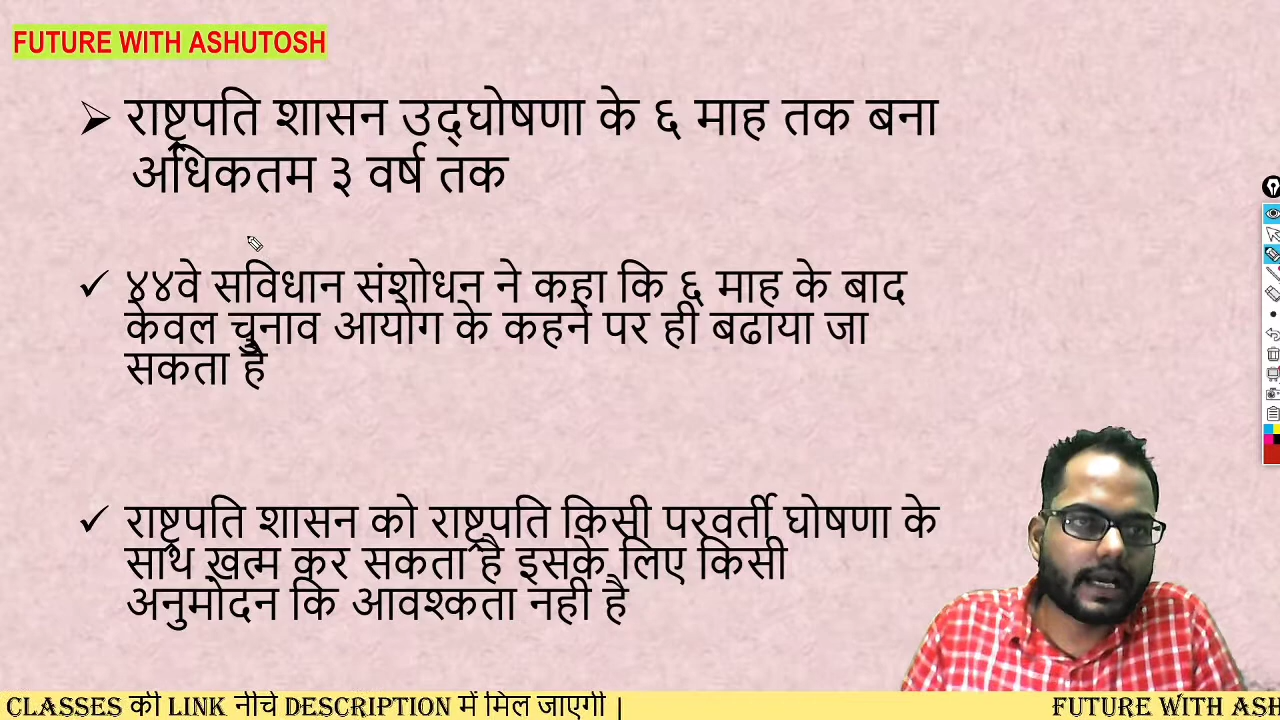 FUTURE WITH ASHUTOSH
➢ राष्ट्रपति शासन उद्घोषणा के ६ माह तक बना
अधिकतम ३ वर्ष तक
✓ ४४वे सविधान संशोधन ने कहा कि ६ माह के बाद
केवल चुनाव आयोग के कहने पर ही बढाया जा
सकता है
✓ राष्ट्रपति शासन को राष्ट्रपति किसी परवर्ती घोषणा के
साथ खत्म कर सकता है इसके लिए किसी
अनुमोदन कि आवश्कता नही है
CLASSES की LINK नीचे DESCRIPTION में मिल जाएगी | FUTURE WITH ASH